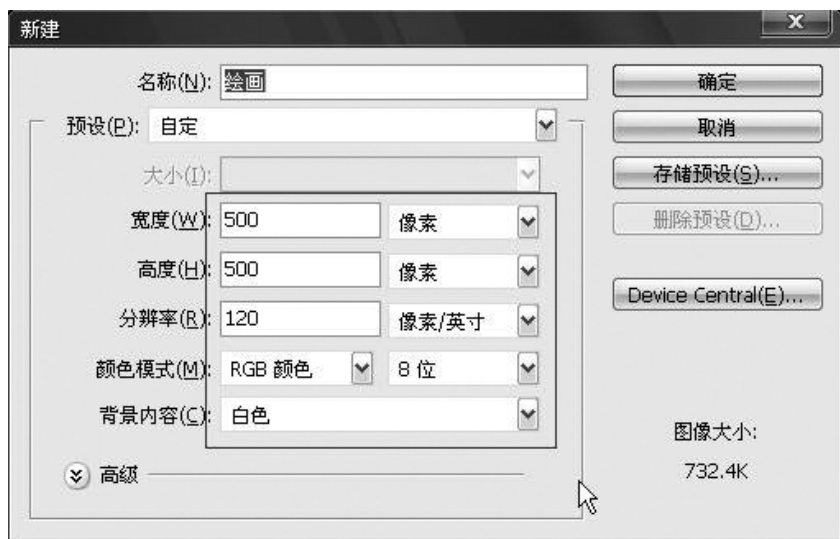 新建
名称(N): 绘画
确定
预设(P): 自定
取消
大小(I):
存储预设(S)...
宽度(W): 500 像素
删除预设(D)...
高度(H): 500 像素
Device Central(E)...
分辨率(R): 120 像素/英寸
颜色模式(M): RGB 颜色 8 位
背景内容(C): 白色
图像大小:
高级
732.4K